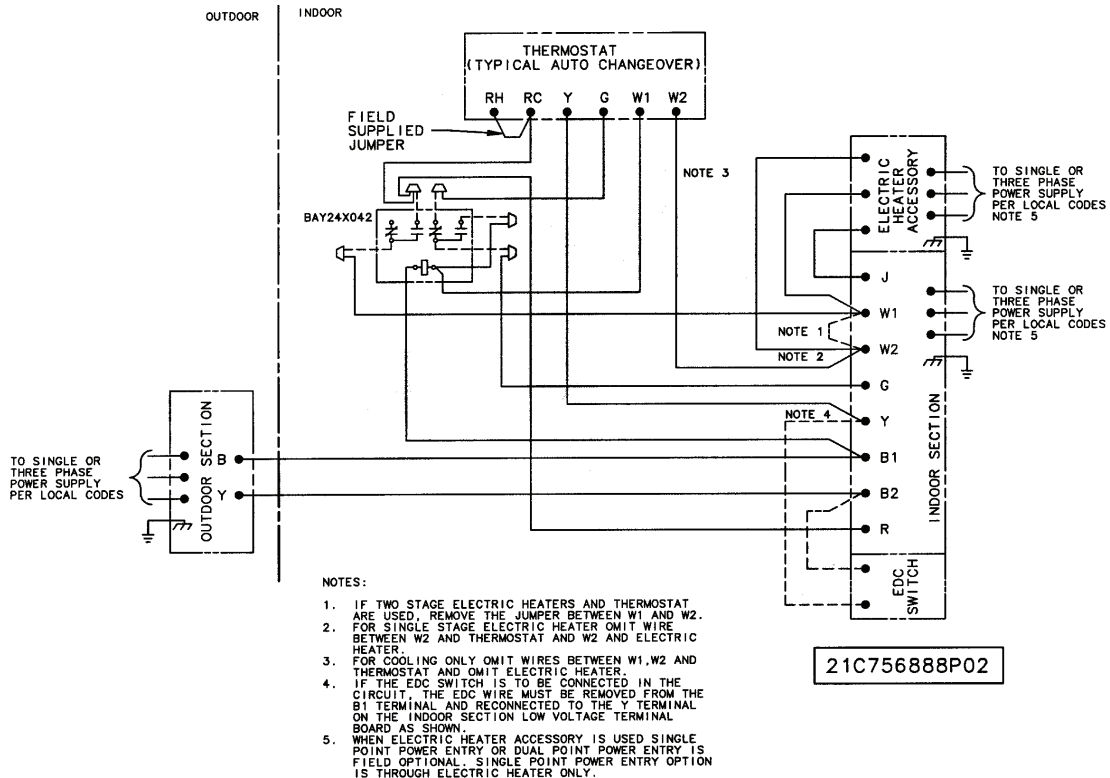 OUTDOOR
INDOOR
THERMOSTAT
(TYPICAL AUTO CHANGEOVER)
RH RC Y G W1 W2
FIELD
SUPPLIED
JUMPER
NOTE 3
BAY24X042
ELECTRIC
HEATER
ACCESSORY
TO SINGLE OR
THREE PHASE
POWER SUPPLY
PER LOCAL CODES
NOTE 5
J
W1
NOTE 1
W2
NOTE 2
TO SINGLE OR
THREE PHASE
POWER SUPPLY
PER LOCAL CODES
NOTE 5
G
NOTE 4
Y
B1
B2
R
INDOOR SECTION
EDC
SWITCH
OUTDOOR SECTION
B
Y
TO SINGLE OR
THREE PHASE
POWER SUPPLY
PER LOCAL CODES
NOTES:
1. IF TWO STAGE ELECTRIC HEATERS AND THERMOSTAT
ARE USED, REMOVE THE JUMPER BETWEEN W1 AND W2.
2. FOR SINGLE STAGE ELECTRIC HEATER OMIT WIRE
BETWEEN W2 AND THERMOSTAT AND W2 AND ELECTRIC
HEATER.
3. FOR COOLING ONLY OMIT WIRES BETWEEN W1,W2 AND
THERMOSTAT AND OMIT ELECTRIC HEATER.
4. IF THE EDC SWITCH IS TO BE CONNECTED IN THE
CIRCUIT, THE EDC WIRE MUST BE REMOVED FROM THE
B1 TERMINAL AND RECONNECTED TO THE Y TERMINAL
ON THE INDOOR SECTION LOW VOLTAGE TERMINAL
BOARD AS SHOWN.
5. WHEN ELECTRIC HEATER ACCESSORY IS USED SINGLE
POINT POWER ENTRY OR DUAL POINT POWER ENTRY IS
FIELD OPTIONAL. SINGLE POINT POWER ENTRY OPTION
IS THROUGH ELECTRIC HEATER ONLY.
21C756888P02